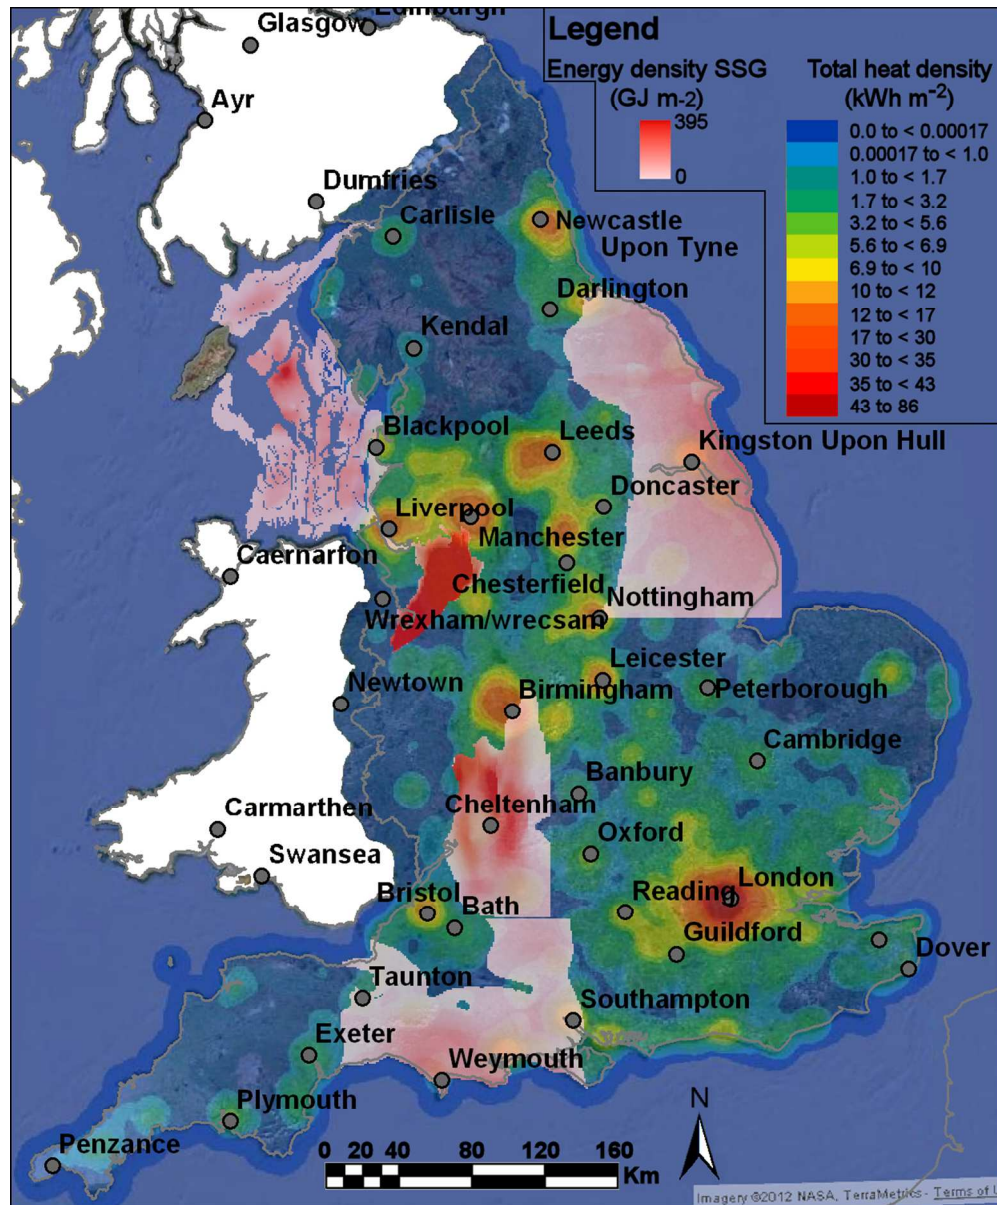 Edinburgh
Glasgow
Ayr
Dumfries
Carlisle
Newcastle
Upon Tyne
Darlington
Kendal
Blackpool
Leeds
Kingston Upon Hull
Doncaster
Liverpool
Manchester
Caernarfon
Chesterfield
Nottingham
Wrexham/wrecsam
Leicester
Newtown
Birmingham
Peterborough
Cambridge
Banbury
Carmarthen
Cheltenham
Oxford
Swansea
Bristol
Bath
Reading
London
Guildford
Dover
Taunton
Southampton
Exeter
Weymouth
Plymouth
Penzance
Legend
Energy density SSG
(GJ m-2)
395
0
Total heat density
(kWh m-2)
0.0 to < 0.00017
0.00017 to < 1.0
1.0 to < 1.7
1.7 to < 3.2
3.2 to < 5.6
5.6 to < 6.9
6.9 to < 10
10 to < 12
12 to < 17
17 to < 30
30 to < 35
35 to < 43
43 to 86
N
0 20 40 80 120 160
Km
Imagery ©2012 NASA, TerraMetrics - Terms of